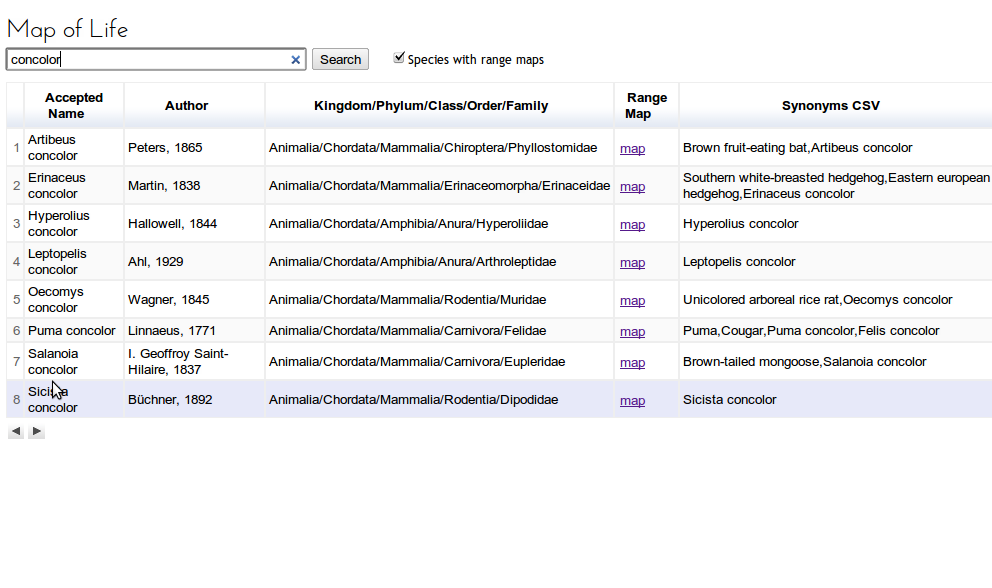 Map of Life
concolor
Search
Species with range maps
Accepted Name Author Kingdom/Phylum/Class/Order/Family Range Map Synonyms CSV
1 Artibeus concolor Peters, 1865 Animalia/Chordata/Mammalia/Chiroptera/Phyllostomidae map Brown fruit-eating bat,Artibeus concolor
2 Erinaceus concolor Martin, 1838 Animalia/Chordata/Mammalia/Erinaceomorpha/Erinaceidae map Southern white-breasted hedgehog,Eastern european hedgehog,Erinaceus concolor
3 Hyperolius concolor Hallowell, 1844 Animalia/Chordata/Amphibia/Anura/Hyperoliidae map Hyperolius concolor
4 Leptopelis concolor Ahl, 1929 Animalia/Chordata/Amphibia/Anura/Arthroleptidae map Leptopelis concolor
5 Oecomys concolor Wagner, 1845 Animalia/Chordata/Mammalia/Rodentia/Muridae map Unicolored arboreal rice rat,Oecomys concolor
6 Puma concolor Linnaeus, 1771 Animalia/Chordata/Mammalia/Carnivora/Felidae map Puma,Cougar,Puma concolor,Felis concolor
7 Salanoia concolor I. Geoffroy Saint-Hilaire, 1837 Animalia/Chordata/Mammalia/Carnivora/Eupleridae map Brown-tailed mongoose,Salanoia concolor
8 Sicista concolor Büchner, 1892 Animalia/Chordata/Mammalia/Rodentia/Dipodidae map Sicista concolor